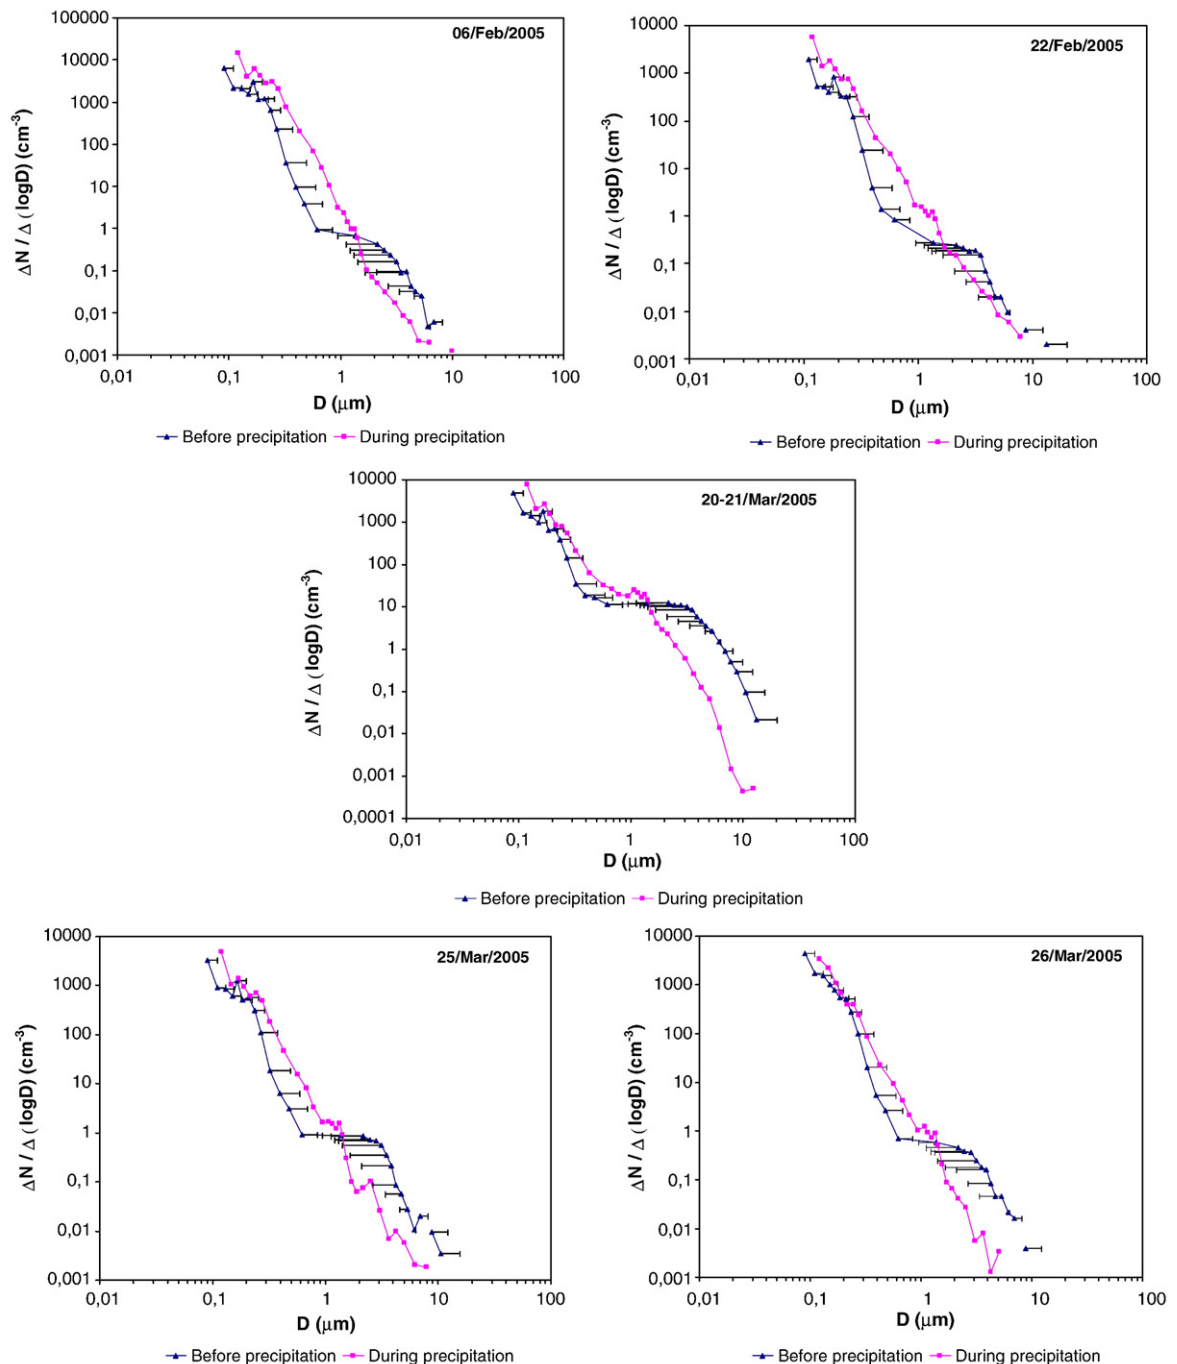 06/Feb/2005
100000
10000
1000
100
10
1
0,1
0,01
0,001
ΔN / Δ (logD) (cm-3)
0,01 0,1 1 10 100
D (μm)
Before precipitation During precipitation
22/Feb/2005
10000
1000
100
10
1
0,1
0,01
0,001
ΔN / Δ (logD) (cm-3)
0,01 0,1 1 10 100
D (μm)
Before precipitation During precipitation
20-21/Mar/2005
10000
1000
100
10
1
0,1
0,01
0,001
0,0001
ΔN / Δ (logD) (cm-3)
0,01 0,1 1 10 100
D (μm)
Before precipitation During precipitation
25/Mar/2005
10000
1000
100
10
1
0,1
0,01
0,001
ΔN / Δ (logD) (cm-3)
0,01 0,1 1 10 100
D (μm)
Before precipitation During precipitation
26/Mar/2005
10000
1000
100
10
1
0,1
0,01
0,001
ΔN / Δ (logD) (cm-3)
0,01 0,1 1 10 100
D (μm)
Before precipitation During precipitation